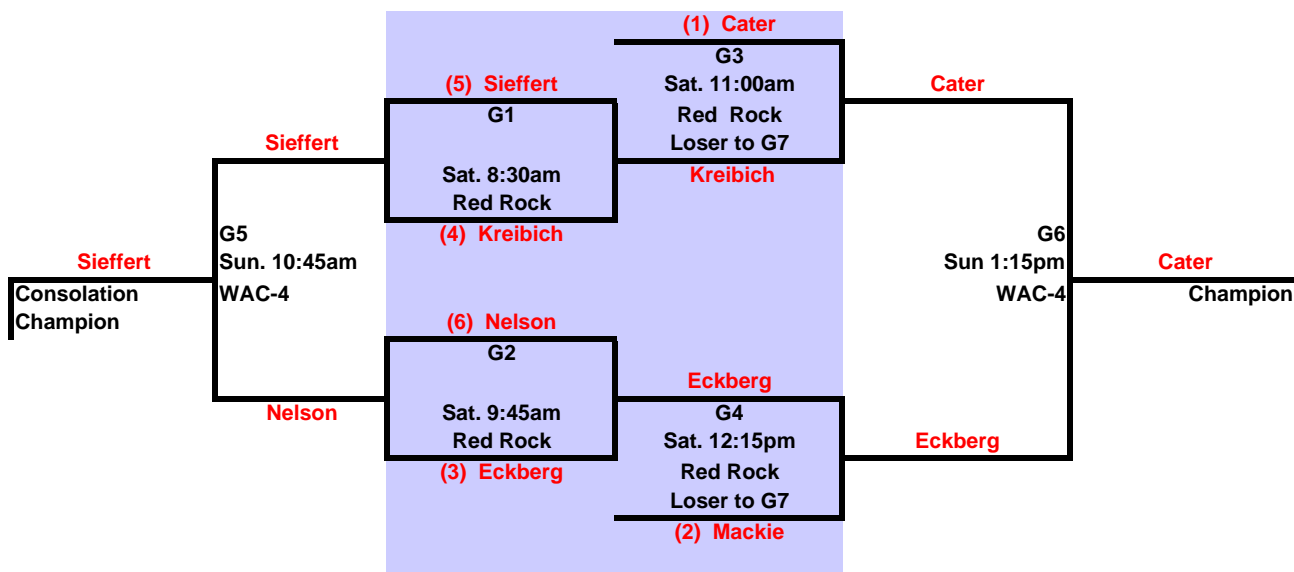 (1) Cater
G3
Sat. 11:00am
Red Rock
Loser to G7
Kreibich
(5) Sieffert
G1
Sat. 8:30am
Red Rock
(4) Kreibich
Cater
Sieffert
G5
Sun. 10:45am
WAC-4
Sieffert
Consolation
Champion
G6
Sun 1:15pm
WAC-4
Cater
Champion
(6) Nelson
G2
Sat. 9:45am
Red Rock
(3) Eckberg
Nelson
Eckberg
G4
Sat. 12:15pm
Red Rock
Loser to G7
(2) Mackie
Eckberg